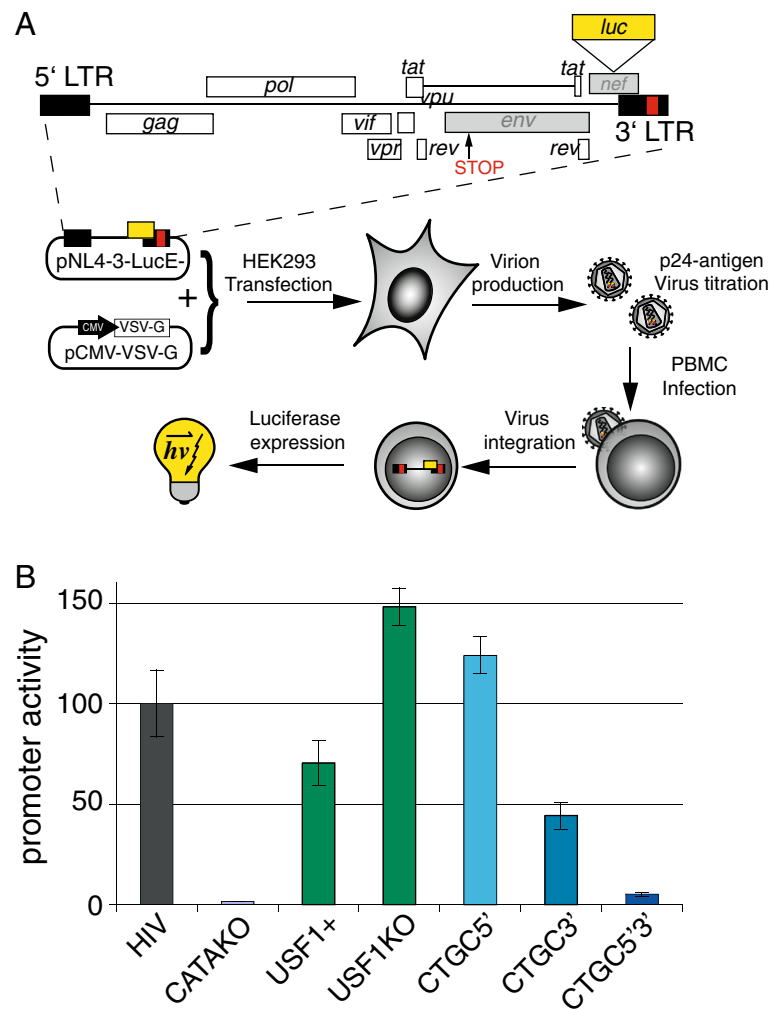 A
luc
5‘ LTR
pol
tat
tat
nef
vpu
gag
vif
env
3‘ LTR
vpr
rev
rev
STOP
pNL4-3-LucE-
+
}
CMV
VSV-G
pCMV-VSV-G
HEK293
Transfection
Virion
production
p24-antigen
Virus titration
PBMC
Infection
Virus
integration
Luciferase
expression
hν
B
promoter activity
150
100
50
0
HIV
CATAKO
USF1+
USF1KO
CTGC5’
CTGC3’
CTGC5’3’